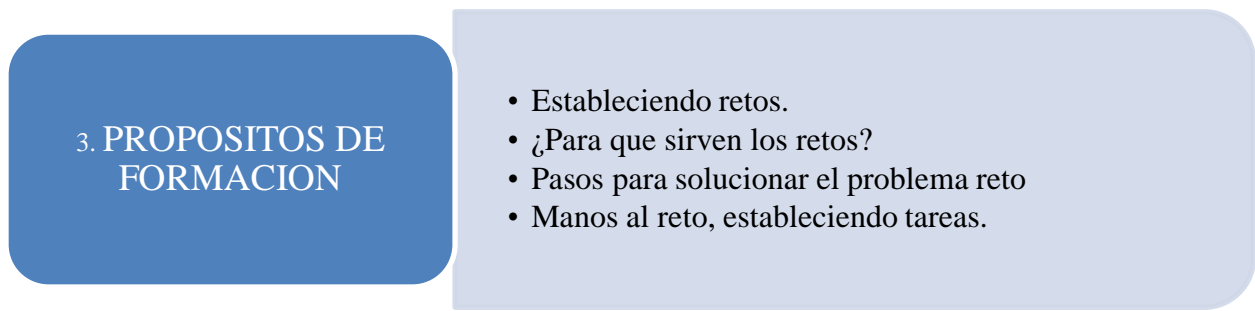 3. PROPOSITOS DE
FORMACION
• Estableciendo retos.
• ¿Para que sirven los retos?
• Pasos para solucionar el problema reto
• Manos al reto, estableciendo tareas.